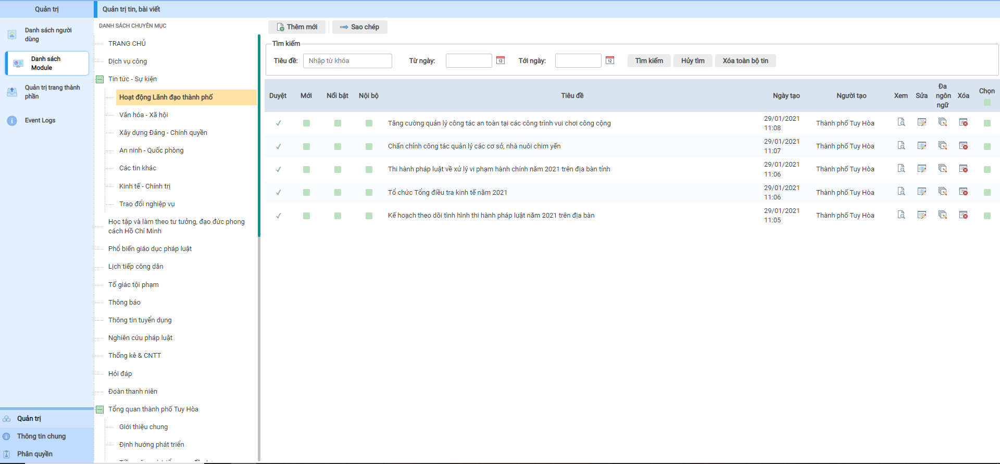 Quản trị
Quản trị tin, bài viết
Danh sách người
dùng
Danh sách
Module
Quản trị trang thành
phần
Event Logs
Quản trị
Thông tin chung
Phân quyền
DANH SÁCH CHUYÊN MỤC
TRANG CHỦ
Dịch vụ công
Tin tức - Sự kiện
Hoạt động Lãnh đạo thành phố
Văn hóa - Xã hội
Xây dựng Đảng - Chính quyền
An ninh - Quốc phòng
Các tin khác
Kinh tế - Chính trị
Trao đổi nghiệp vụ
Học tập và làm theo tư tưởng, đạo đức phong
cách Hồ Chí Minh
Phổ biến giáo dục pháp luật
Lịch tiếp công dân
Tố giác tội phạm
Thông báo
Thông tin tuyển dụng
Nghiên cứu pháp luật
Thống kê & CNTT
Hỏi đáp
Đoàn thanh niên
Tổng quan thành phố Tuy Hòa
Giới thiệu chung
Định hướng phát triển
Thêm mới
Sao chép
Tìm kiếm
Tiêu đề: Nhập từ khóa Từ ngày: 12 Tới ngày: 12 Tìm kiếm Hủy tìm Xóa toàn bộ tin
Duyệt Mới Nổi bật Nội bộ Tiêu đề Ngày tạo Người tạo Xem Sửa Đa ngôn ngữ Xóa Chọn
Tăng cường quản lý công tác an toàn tại các công trình vui chơi công cộng 29/01/2021 11:08 Thành phố Tuy Hòa
Chấn chỉnh công tác quản lý các cơ sở, nhà nuôi chim yến 29/01/2021 11:07 Thành phố Tuy Hòa
Thi hành pháp luật về xử lý vi phạm hành chính năm 2021 trên địa bàn tỉnh 29/01/2021 11:06 Thành phố Tuy Hòa
Tổ chức Tổng điều tra kinh tế năm 2021 29/01/2021 11:06 Thành phố Tuy Hòa
Kế hoạch theo dõi tình hình thi hành pháp luật năm 2021 trên địa bàn 29/01/2021 11:05 Thành phố Tuy Hòa